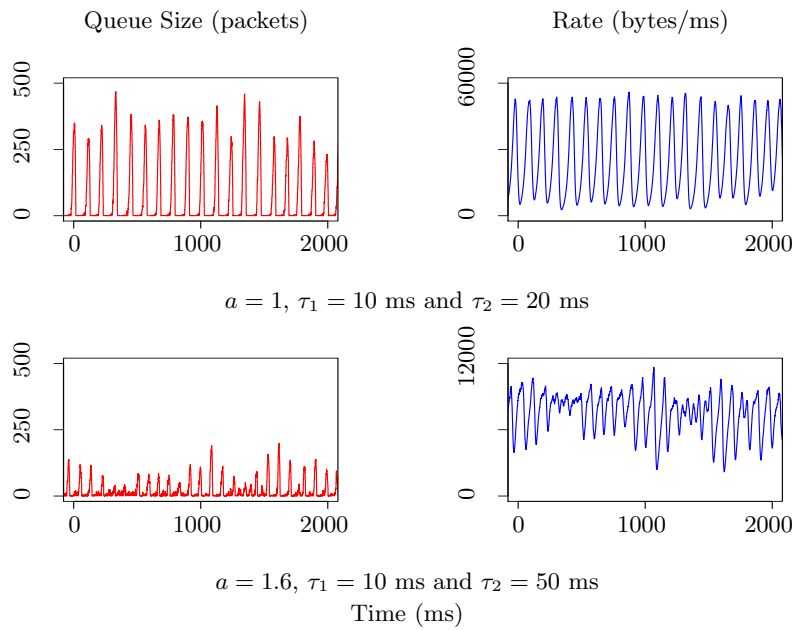 Queue Size (packets) Rate (bytes/ms)
500 60000
250
0 0
0 1000 2000 0 1000 2000
a = 1, τ1 = 10 ms and τ2 = 20 ms
500 12000
250
0 0
0 1000 2000 0 1000 2000
a = 1.6, τ1 = 10 ms and τ2 = 50 ms
Time (ms)